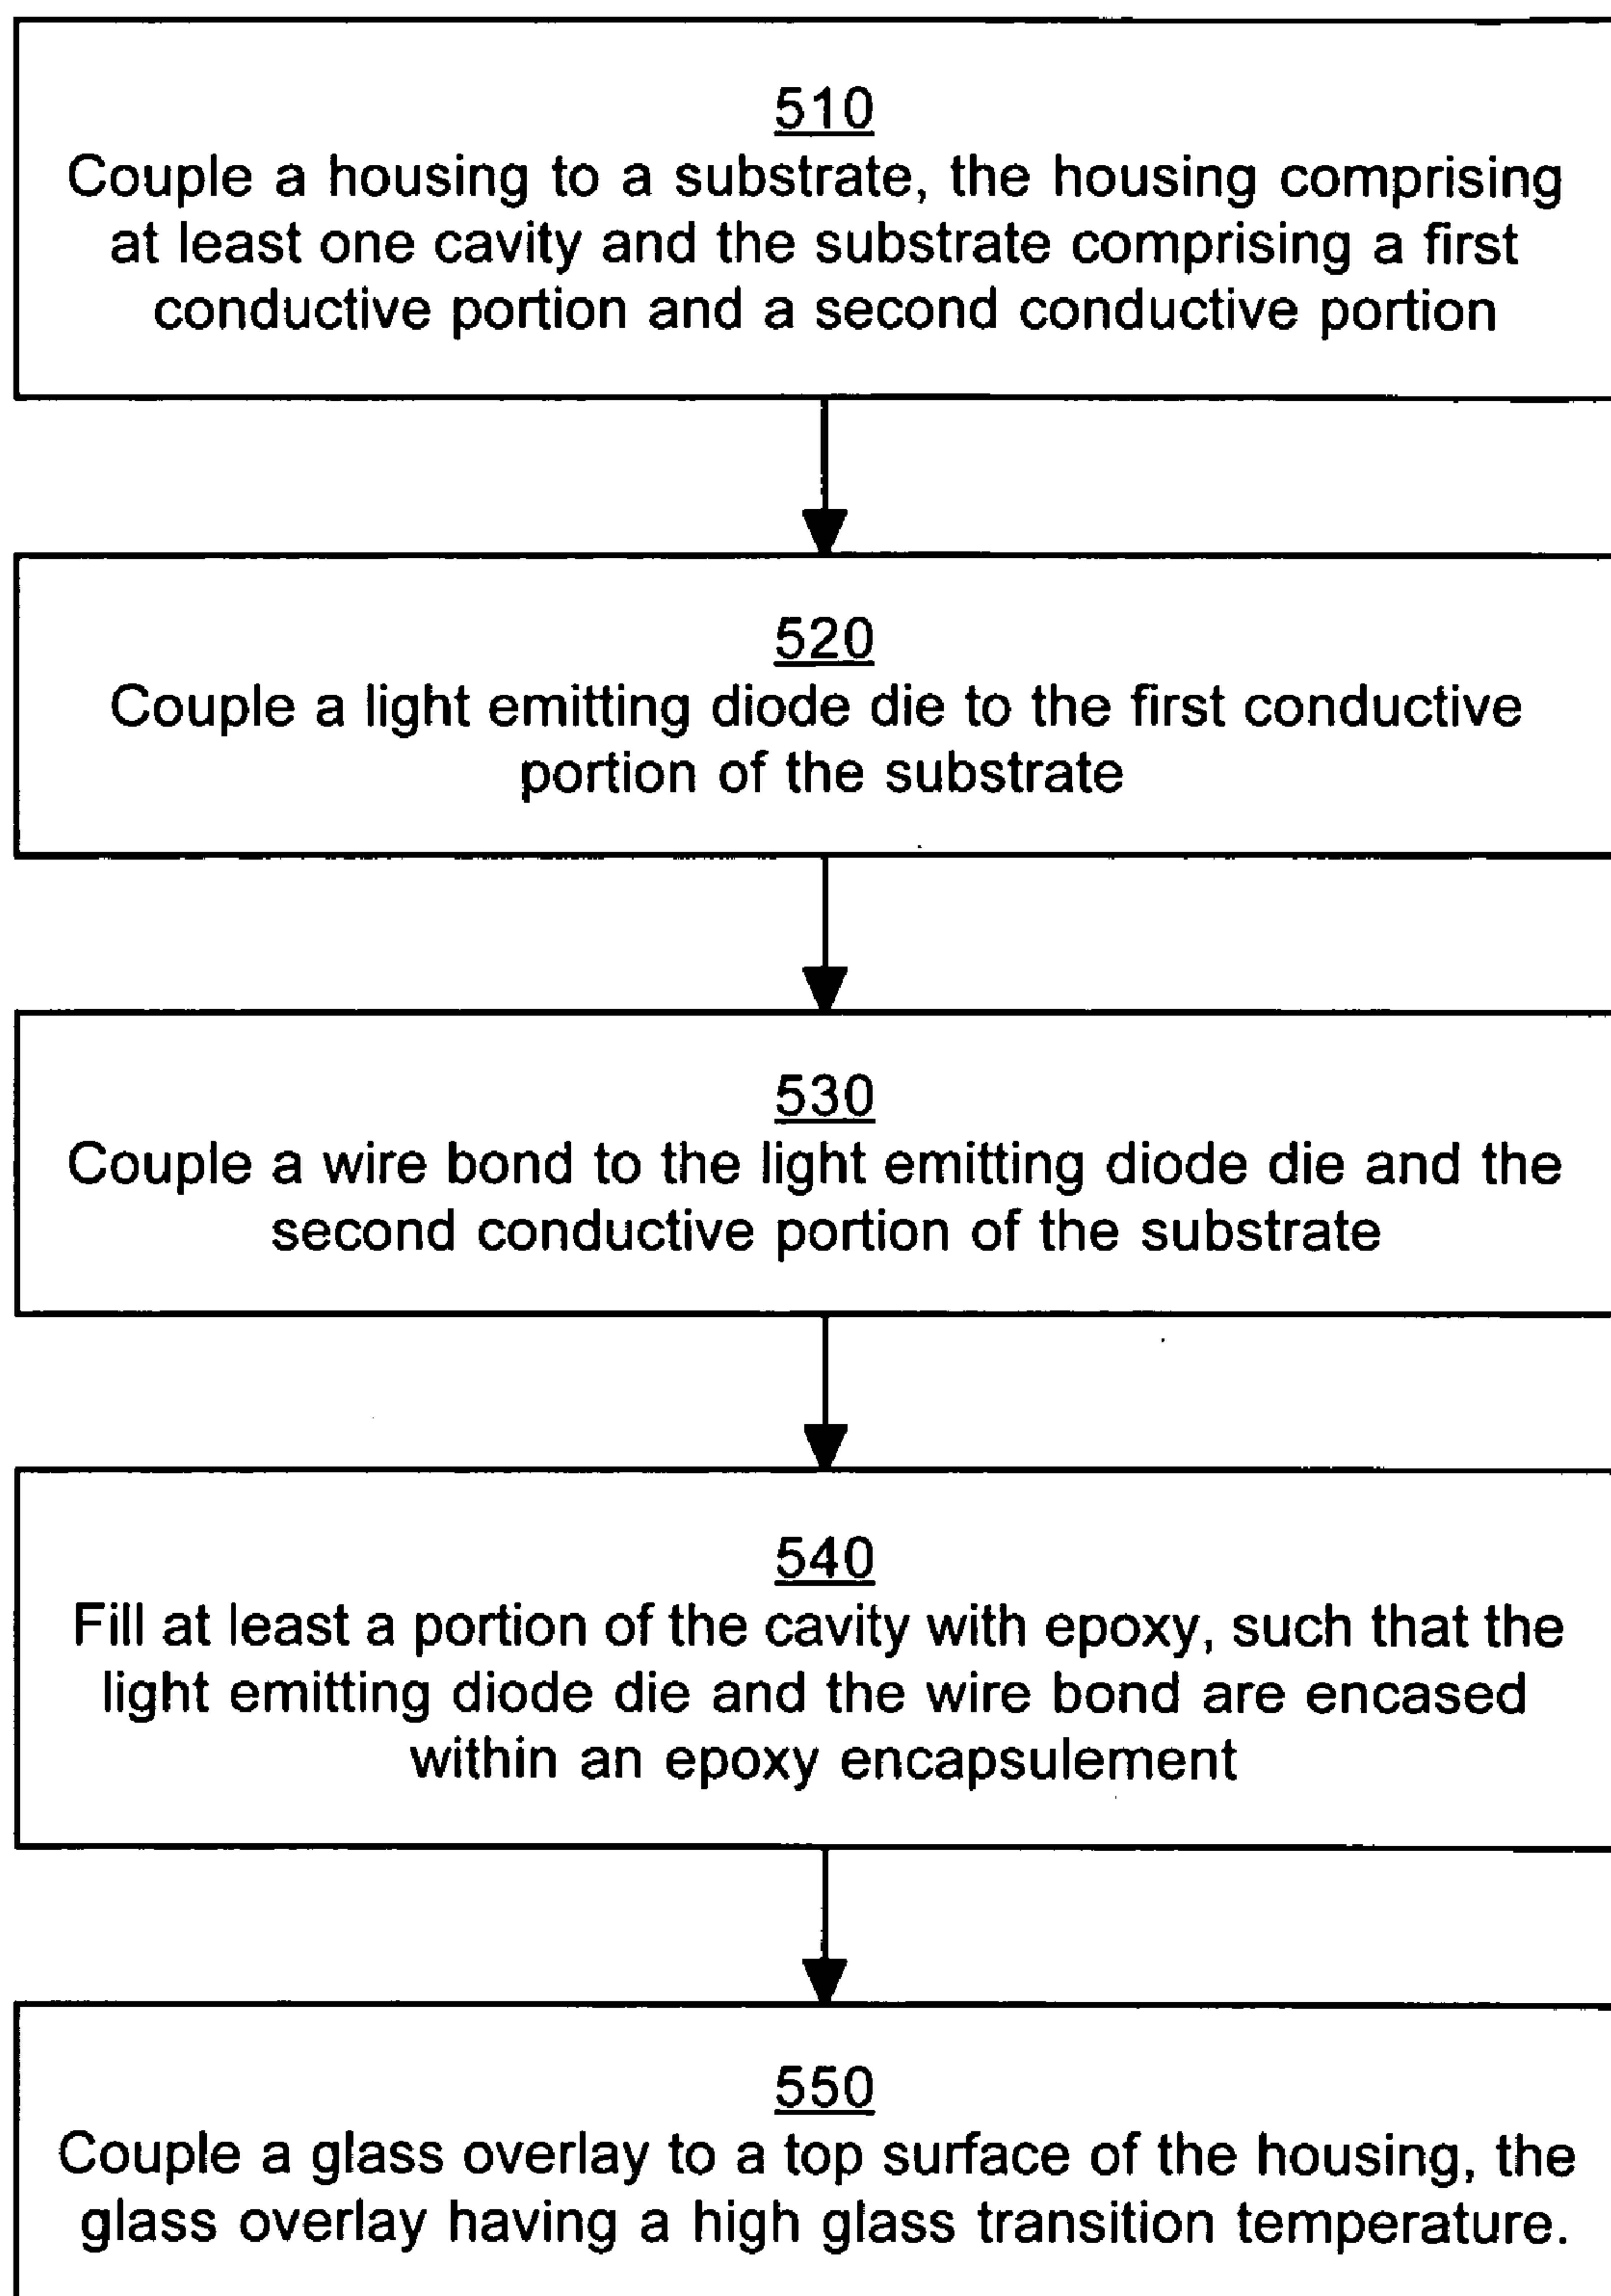 510
Couple a housing to a substrate, the housing comprising
at least one cavity and the substrate comprising a first
conductive portion and a second conductive portion
520
Couple a light emitting diode die to the first conductive
portion of the substrate
530
Couple a wire bond to the light emitting diode die and the
second conductive portion of the substrate
540
Fill at least a portion of the cavity with epoxy, such that the
light emitting diode die and the wire bond are encased
within an epoxy encapsulement
550
Couple a glass overlay to a top surface of the housing, the
glass overlay having a high glass transition temperature.